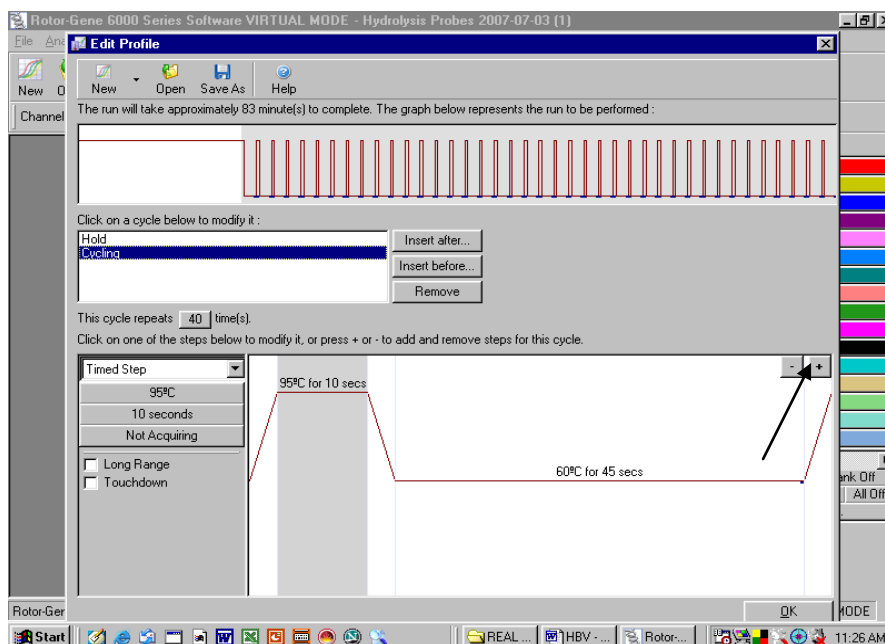 Rotor-Gene 6000 Series Software VIRTUAL MODE - Hydrolysis Probes 2007-07-03 (1)
File Ana
Edit Profile
New
New Open Save As Help
Channel
The run will take approximately 83 minute(s) to complete. The graph below represents the run to be performed :
Click on a cycle below to modify it :
Hold
Cycling
Insert after...
Insert before...
Remove
This cycle repeats 40 time(s).
Click on one of the steps below to modify it, or press + or - to add and remove steps for this cycle.
Timed Step
- +
95ºC
95ºC for 10 secs
10 seconds
Not Acquiring
Long Range
60ºC for 45 secs
Touchdown
ank Off
All Off
OK
Rotor-Ger
MODE
Start
REAL ... HBV - ... Rotor-...
11:26 AM